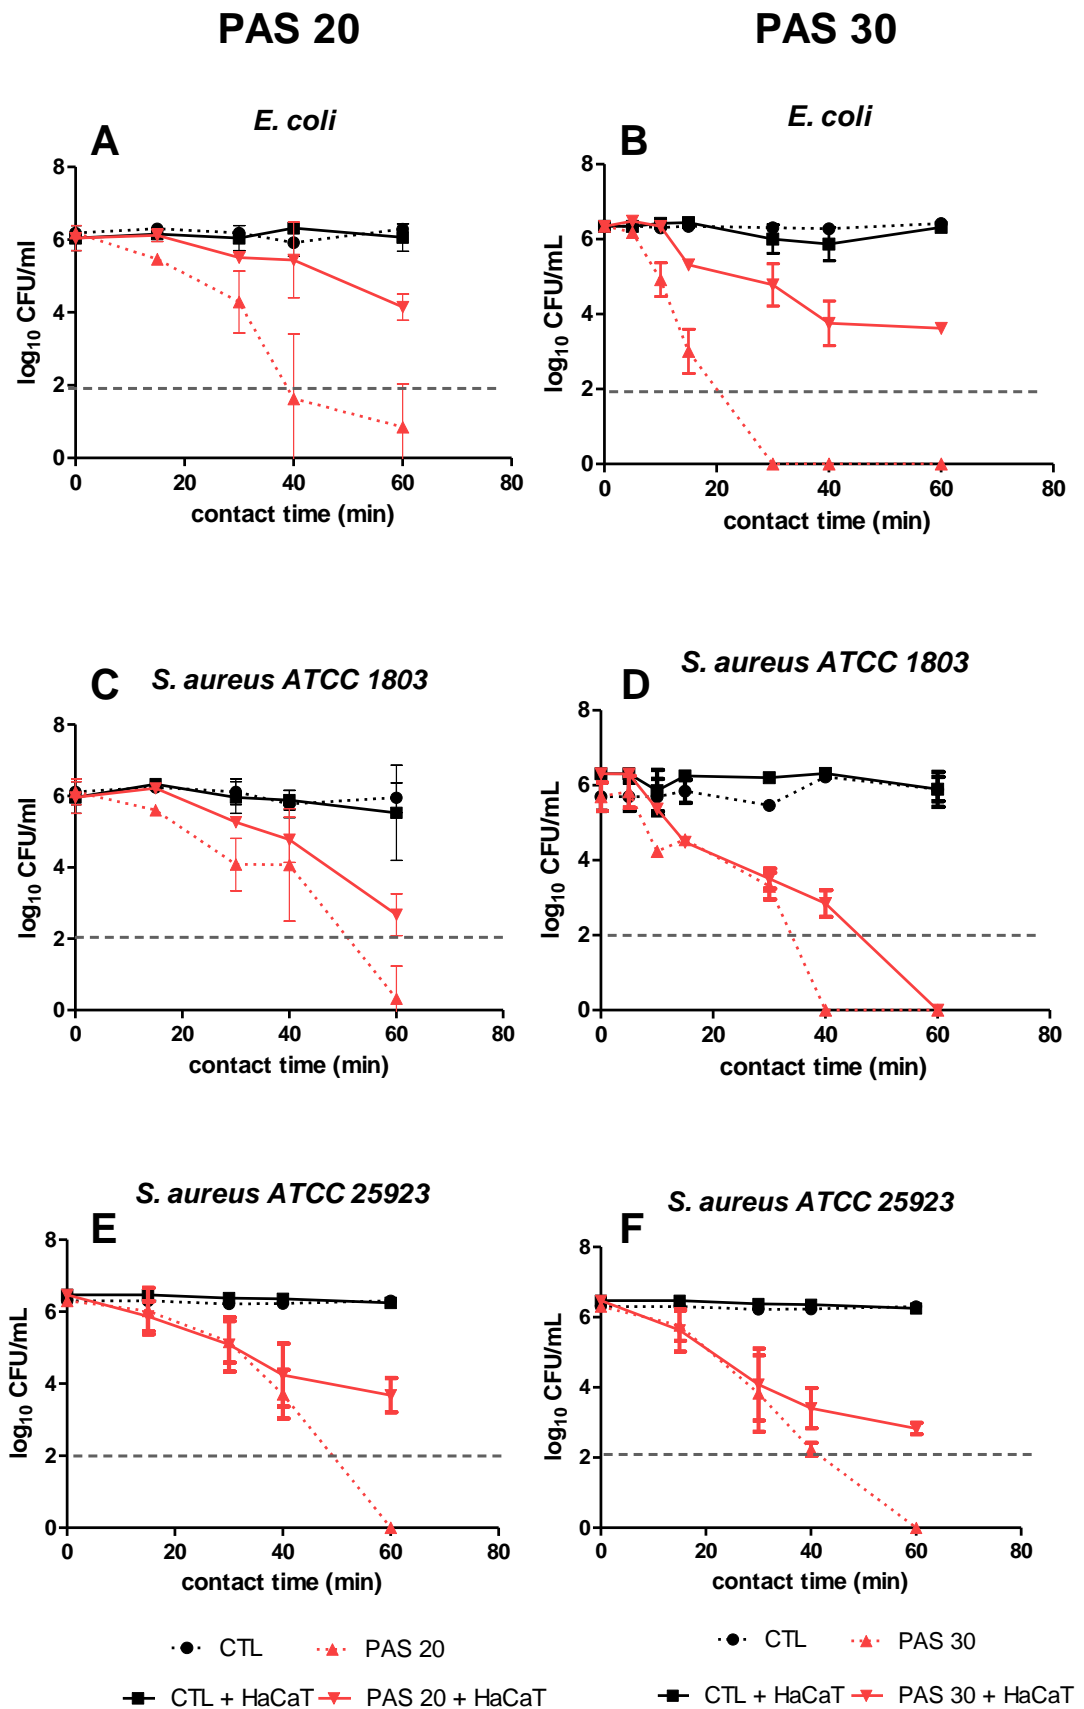 PAS 20
PAS 30
A
E. coli
8
6
4
2
0
log10 CFU/ml
0 20 40 60 80
contact time (min)
B
E. coli
8
6
4
2
0
log10 CFU/mL
0 20 40 60 80
contact time (min)
C
S. aureus ATCC 1803
8
6
4
2
0
log10 CFU/ml
0 20 40 60 80
contact time (min)
D
S. aureus ATCC 1803
8
6
4
2
0
log10 CFU/mL
0 20 40 60 80
contact time (min)
E
S. aureus ATCC 25923
8
6
4
2
0
log10 CFU/mL
0 20 40 60 80
contact time (min)
F
S. aureus ATCC 25923
8
6
4
2
0
log10 CFU/mL
0 20 40 60 80
contact time (min)
CTL PAS 20
CTL + HaCaT PAS 20 + HaCaT
CTL PAS 30
CTL + HaCaT PAS 30 + HaCaT